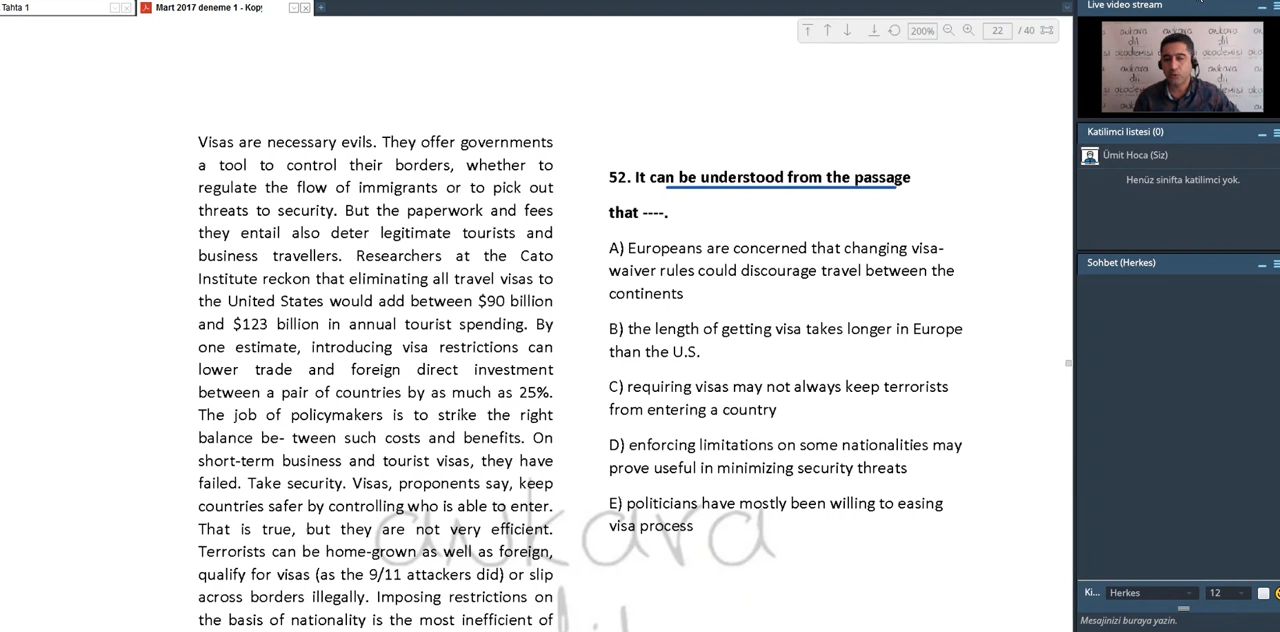 Tahta 1
Mart 2017 deneme 1 - Kopy
200%
22
/ 40
Live video stream
Visas are necessary evils. They offer governments
a tool to control their borders, whether to
regulate the flow of immigrants or to pick out
threats to security. But the paperwork and fees
they entail also deter legitimate tourists and
business travellers. Researchers at the Cato
Institute reckon that eliminating all travel visas to
the United States would add between $90 billion
and $123 billion in annual tourist spending. By
one estimate, introducing visa restrictions can
lower trade and foreign direct investment
between a pair of countries by as much as 25%.
The job of policymakers is to strike the right
balance be- tween such costs and benefits. On
short-term business and tourist visas, they have
failed. Take security. Visas, proponents say, keep
countries safer by controlling who is able to enter.
That is true, but they are not very efficient.
Terrorists can be home-grown as well as foreign,
qualify for visas (as the 9/11 attackers did) or slip
across borders illegally. Imposing restrictions on
the basis of nationality is the most inefficient of
52. It can be understood from the passage
that ----.
A) Europeans are concerned that changing visa-
waiver rules could discourage travel between the
continents
B) the length of getting visa takes longer in Europe
than the U.S.
C) requiring visas may not always keep terrorists
from entering a country
D) enforcing limitations on some nationalities may
prove useful in minimizing security threats
E) politicians have mostly been willing to easing
visa process
ankara
Katilimci listesi (0)
Ümit Hoca (Siz)
Henüz sinifta katilimci yok.
Sohbet (Herkes)
Ki...
Herkes
12
Mesajinizi buraya yazin.